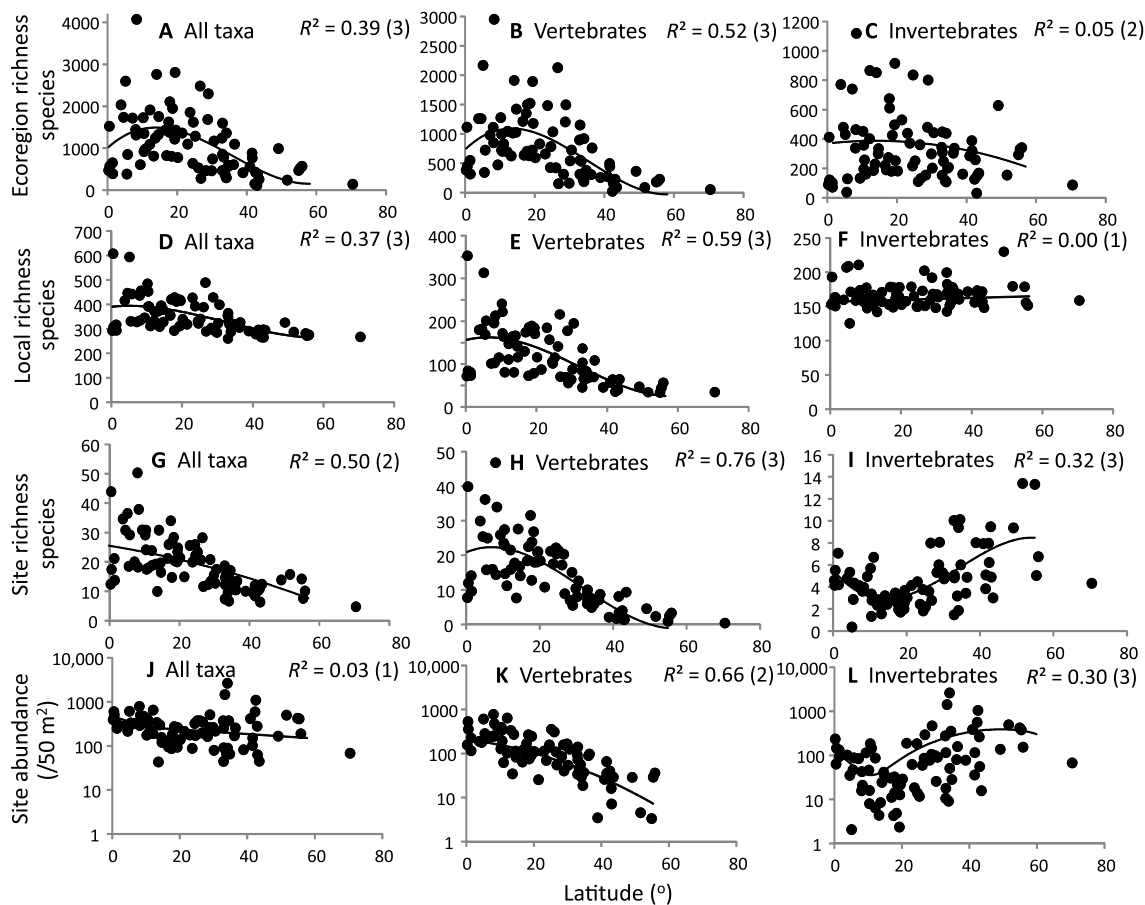 A All taxa R² = 0.39 (3)
B Vertebrates R² = 0.52 (3)
C Invertebrates R² = 0.05 (2)
Ecoregion richness
species
4000
3000
2000
1000
0
0 20 40 60 80
3000
2500
2000
1500
1000
500
0
0 20 40 60 80
1200
1000
800
600
400
200
0
0 20 40 60 80
D All taxa R² = 0.37 (3)
E Vertebrates R² = 0.59 (3)
F Invertebrates R² = 0.00 (1)
Local richness
species
700
600
500
400
300
200
100
0
0 20 40 60 80
400
300
200
100
0
0 20 40 60 80
250
200
150
100
50
0
0 20 40 60 80
G All taxa R² = 0.50 (2)
H Vertebrates R² = 0.76 (3)
I Invertebrates R² = 0.32 (3)
Site richness
species
60
50
40
30
20
10
0
0 20 40 60 80
50
40
30
20
10
0
0 20 40 60 80
16
14
12
10
8
6
4
2
0
0 20 40 60 80
J All taxa R² = 0.03 (1)
K Vertebrates R² = 0.66 (2)
L Invertebrates R² = 0.30 (3)
Site abundance
(/50 m²)
10,000
1000
100
10
1
0 20 40 60 80
10,000
1000
100
10
1
0 20 40 60 80
10,000
1000
100
10
1
0 20 40 60 80
Latitude (°)